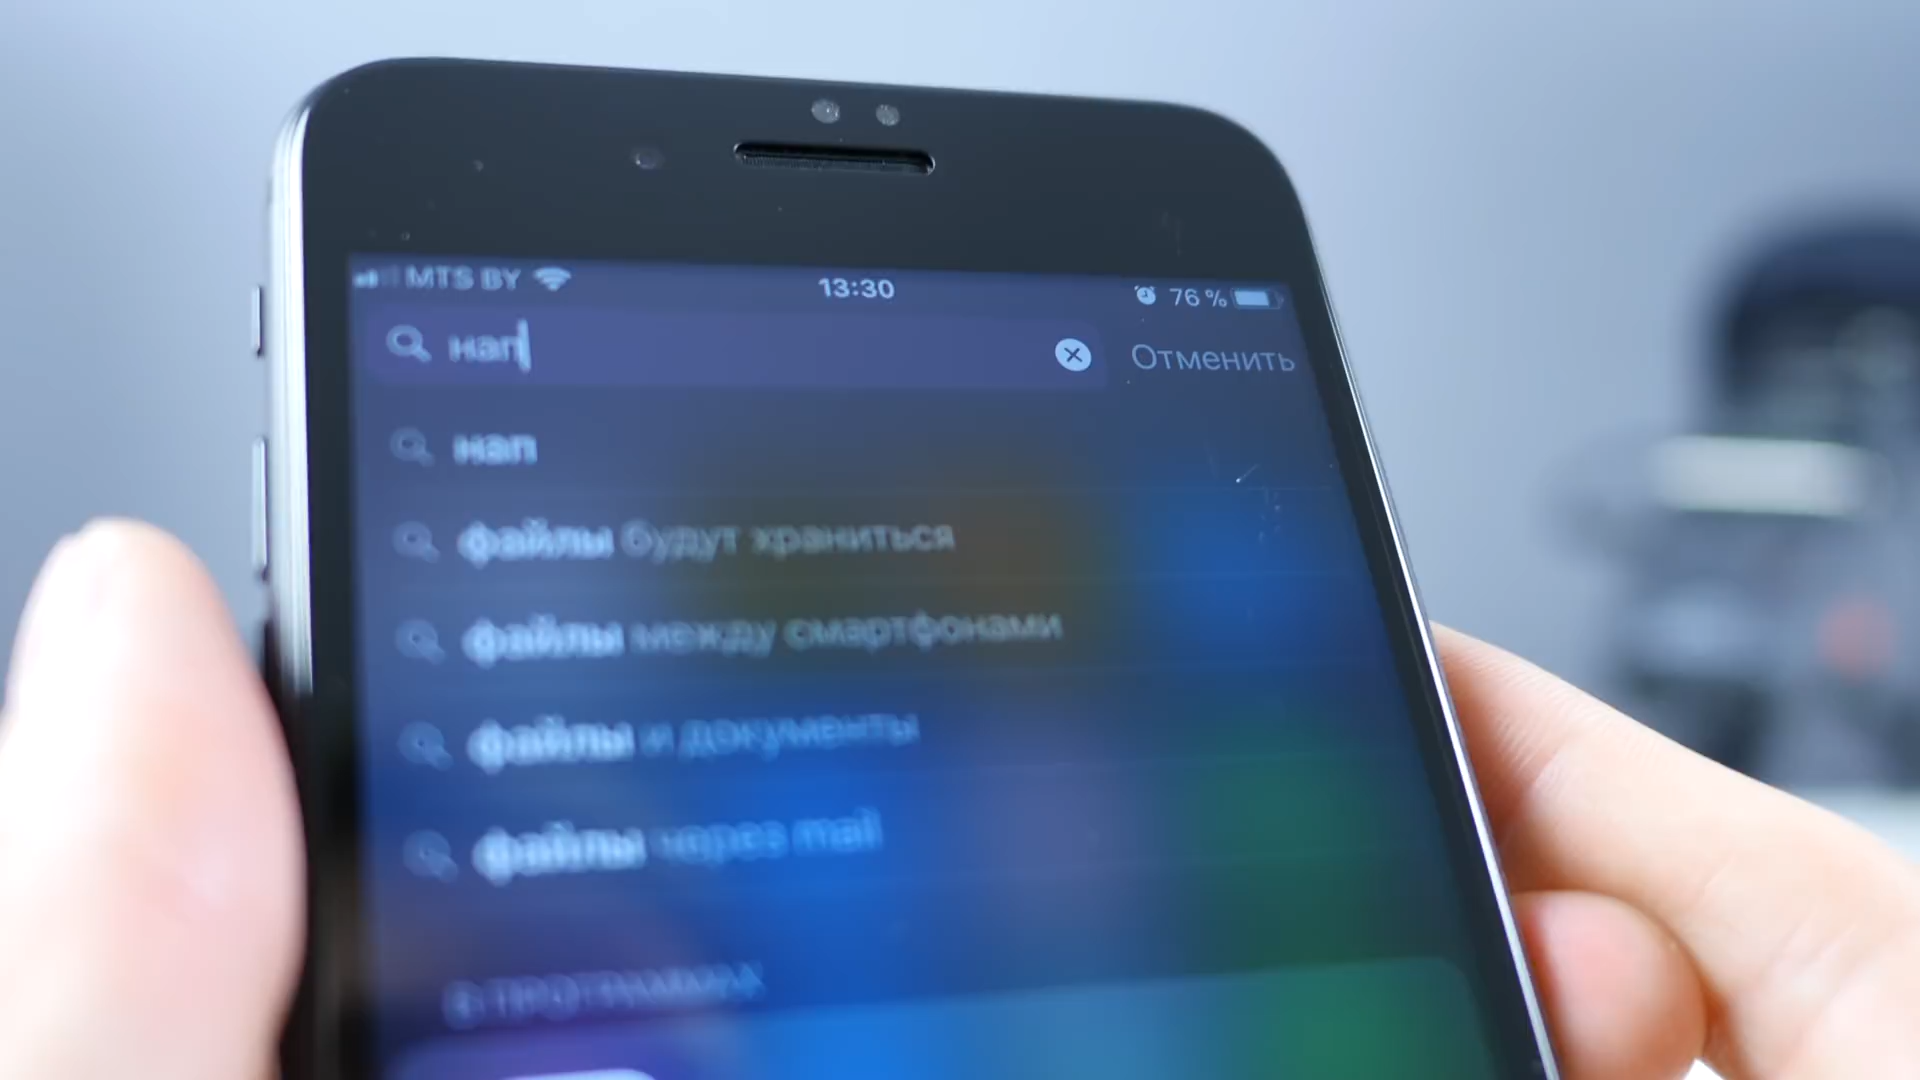 MTS BY 13:30 76 %
нап Отменить
нап
файлы будут храниться
файлы между смартфонами
файлы и документы
файлы через mail
В ПРОГРАММАХ